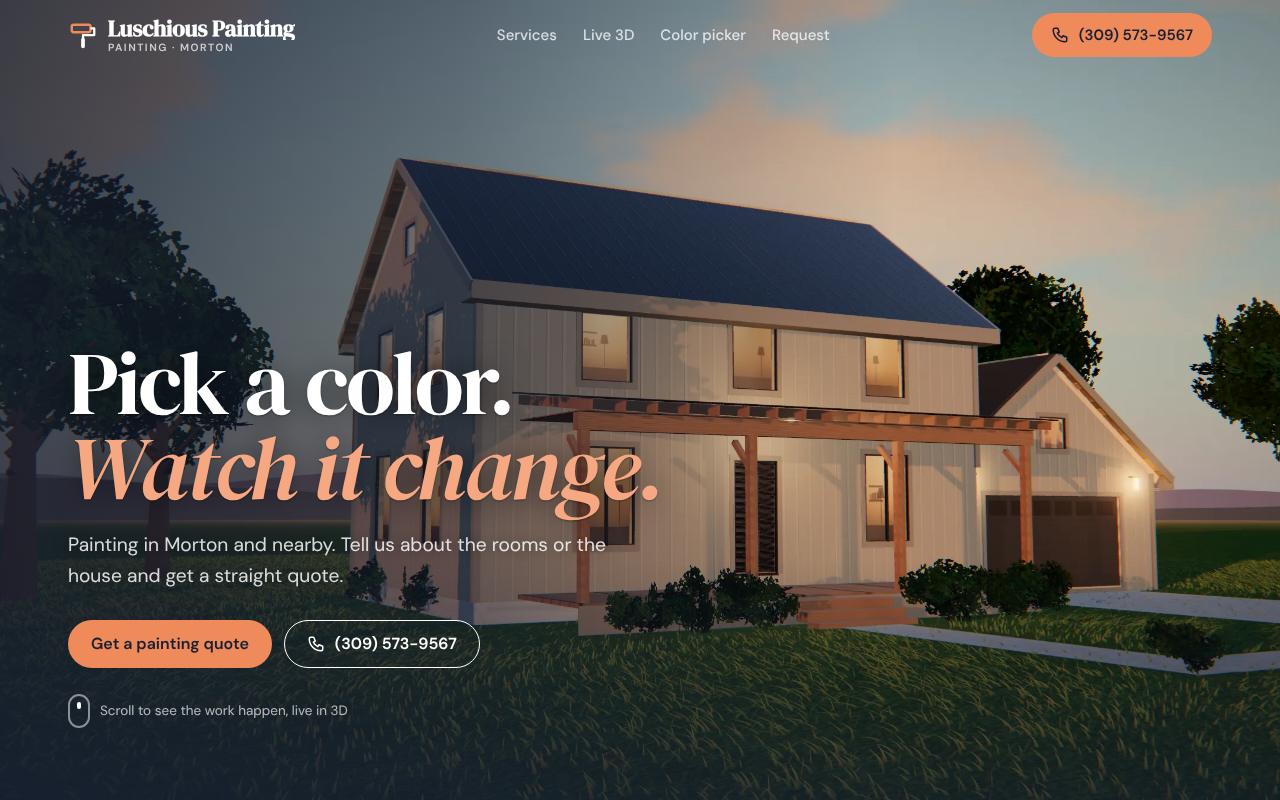 Luschious Painting
PAINTING · MORTON
Services
Live 3D
Color picker
Request
(309) 573-9567
Pick a color.
Watch it change.
Painting in Morton and nearby. Tell us about the rooms or the
house and get a straight quote.
Get a painting quote
(309) 573-9567
Scroll to see the work happen, live in 3D